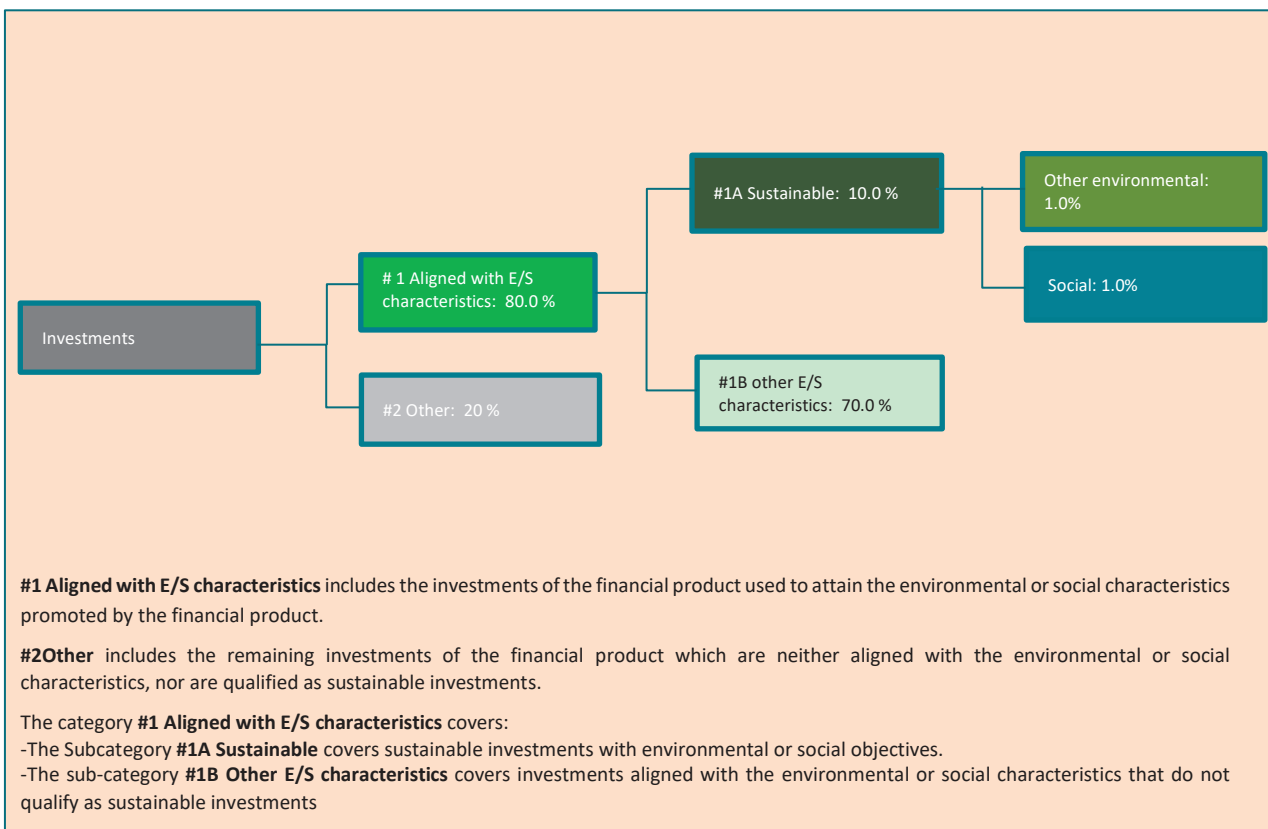 #1A Sustainable: 10.0 %
Other environmental:
1.0%
Social: 1.0%
# 1 Aligned with E/S
characteristics: 80.0 %
Investments
#2 Other: 20 %
#1B other E/S
characteristics: 70.0 %
#1 Aligned with E/S characteristics includes the investments of the financial product used to attain the environmental or social characteristics
promoted by the financial product.
#2Other includes the remaining investments of the financial product which are neither aligned with the environmental or social
characteristics, nor are qualified as sustainable investments.
The category #1 Aligned with E/S characteristics covers:
-The Subcategory #1A Sustainable covers sustainable investments with environmental or social objectives.
-The sub-category #1B Other E/S characteristics covers investments aligned with the environmental or social characteristics that do not
qualify as sustainable investments